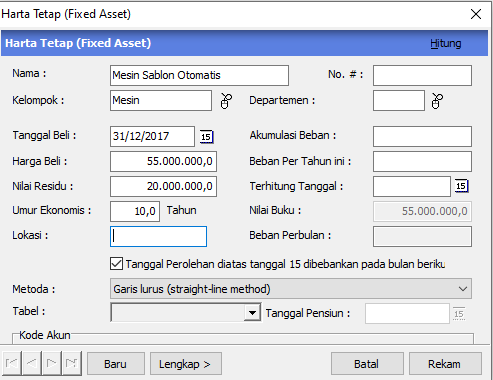 Harta Tetap (Fixed Asset)
Harta Tetap (Fixed Asset) Hitung
Nama : Mesin Sablon Otomatis No. # :
Kelompok : Mesin Departemen :
Tanggal Beli : 31/12/2017 15 Akumulasi Beban :
Harga Beli : 55.000.000,0 Beban Per Tahun ini :
Nilai Residu : 20.000.000,0 Terhitung Tanggal : 15
Umur Ekonomis : 10,0 Tahun Nilai Buku : 55.000.000,0
Lokasi : Beban Perbulan :
Tanggal Perolehan diatas tanggal 15 dibebankan pada bulan beriku
Metoda : Garis lurus (straight-line method)
Tabel : Tanggal Pensiun : 15
Kode Akun
Baru Lengkap > Batal Rekam